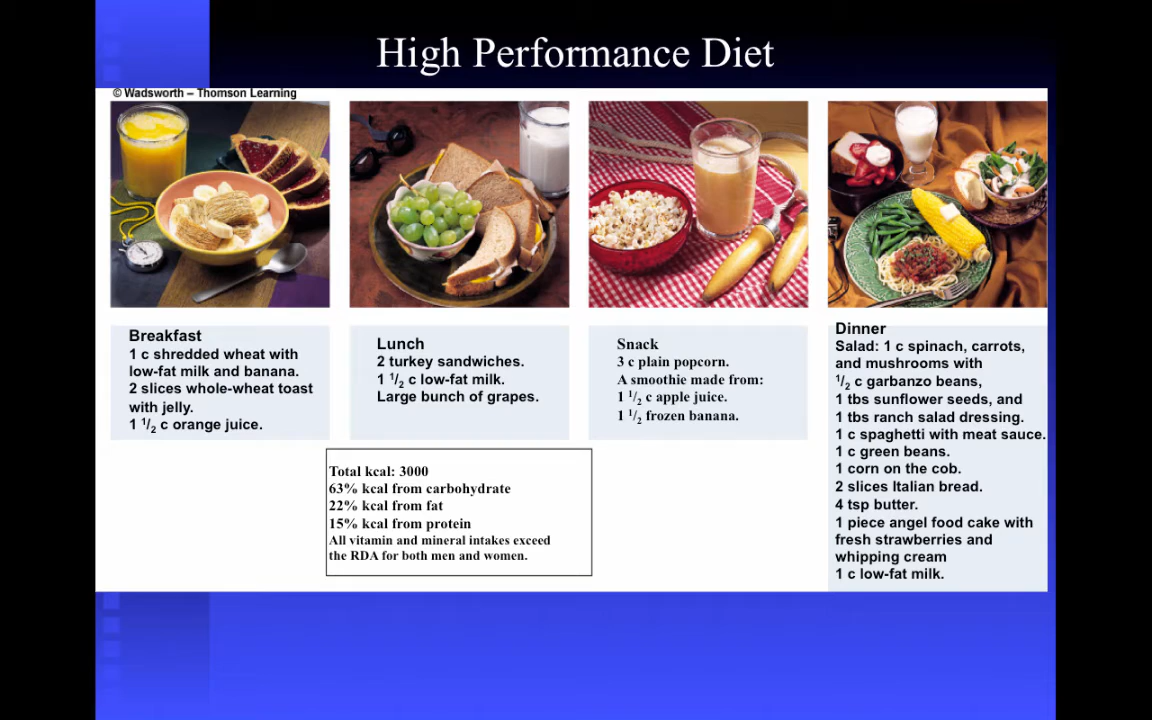 High Performance Diet
© Wadsworth – Thomson Learning
Breakfast
1 c shredded wheat with
low-fat milk and banana.
2 slices whole-wheat toast
with jelly.
1 1/2 c orange juice.
Lunch
2 turkey sandwiches.
1 1/2 c low-fat milk.
Large bunch of grapes.
Snack
3 c plain popcorn.
A smoothie made from:
1 1/2 c apple juice.
1 1/2 frozen banana.
Dinner
Salad: 1 c spinach, carrots,
and mushrooms with
1/2 c garbanzo beans,
1 tbs sunflower seeds, and
1 tbs ranch salad dressing.
1 c spaghetti with meat sauce.
1 c green beans.
1 corn on the cob.
2 slices Italian bread.
4 tsp butter.
1 piece angel food cake with
fresh strawberries and
whipping cream
1 c low-fat milk.
Total kcal: 3000
63% kcal from carbohydrate
22% kcal from fat
15% kcal from protein
All vitamin and mineral intakes exceed
the RDA for both men and women.